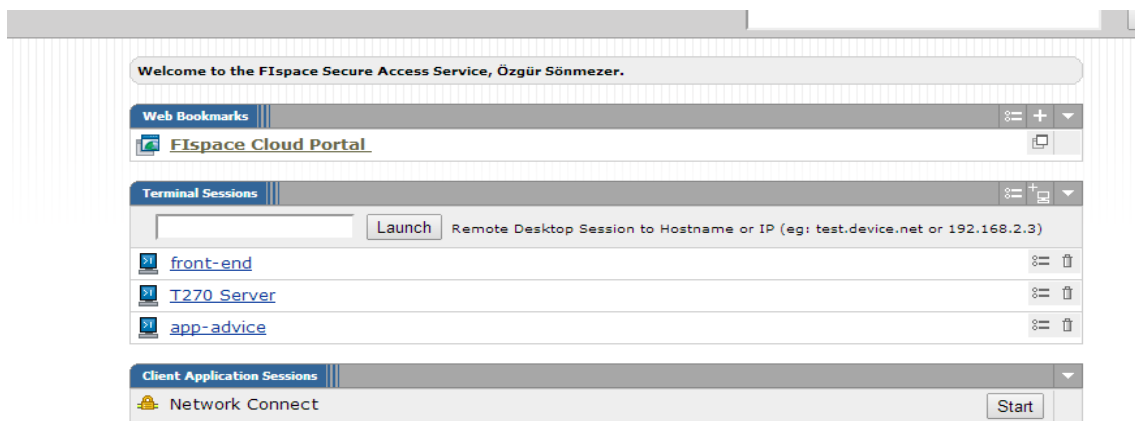 Welcome to the FIspace Secure Access Service, Özgür Sönmezer.
Web Bookmarks
FIspace Cloud Portal
Terminal Sessions
Launch Remote Desktop Session to Hostname or IP (eg: test.device.net or 192.168.2.3)
front-end
T270 Server
app-advice
Client Application Sessions
Network Connect Start